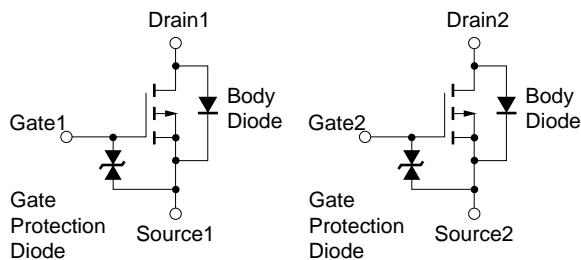 Drain1
Body
Diode
Gate1
Gate
Protection
Diode
Source1
Drain2
Body
Diode
Gate2
Gate
Protection
Diode
Source2